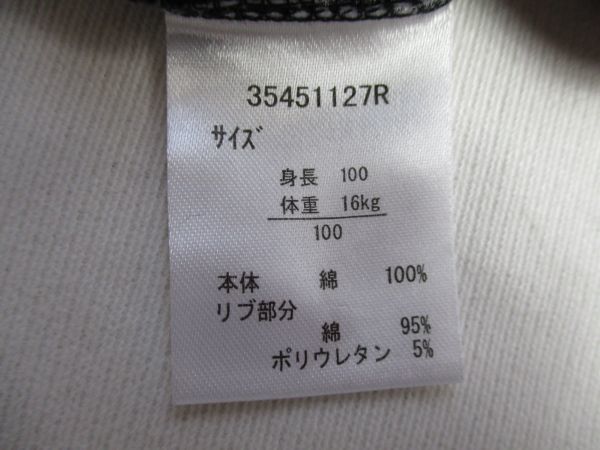 35451127R
サイズ
身長 100
体重 16kg
100
本体 綿 100%
リブ部分
綿 95%
ポリウレタン 5%